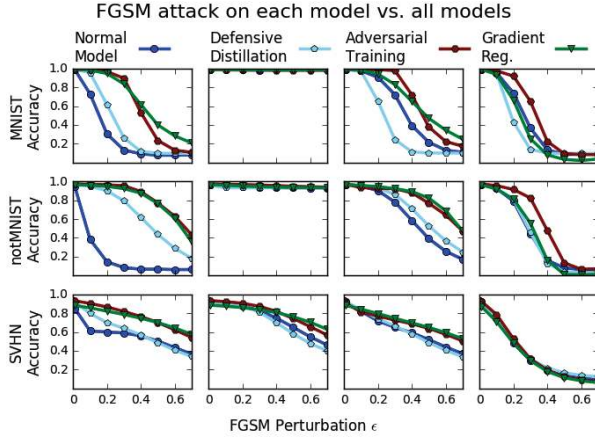 FGSM attack on each model vs. all models
Normal Model
Defensive Distillation
Adversarial Training
Gradient Reg.
MNIST Accuracy
1.0
0.8
0.6
0.4
0.2
notMNIST Accuracy
1.0
0.8
0.6
0.4
0.2
SVHN Accuracy
1.0
0.8
0.6
0.4
0.2
0 0.2 0.4 0.6 0 0.2 0.4 0.6 0 0.2 0.4 0.6 0 0.2 0.4 0.6
FGSM Perturbation ϵ